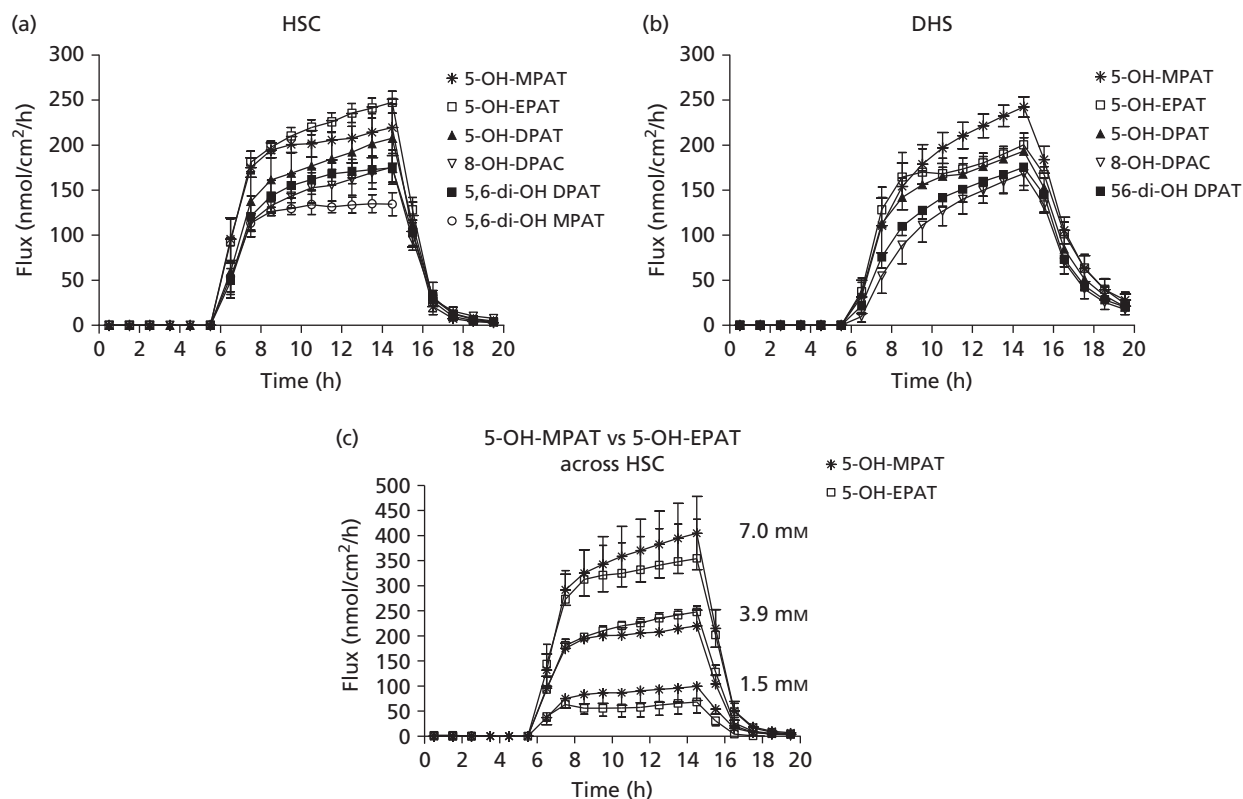 (a)
HSC
300
250
200
150
100
50
0
Flux (nmol/cm²/h)
0 2 4 6 8 10 12 14 16 18 20
Time (h)
5-OH-MPAT
5-OH-EPAT
5-OH-DPAT
8-OH-DPAC
5,6-di-OH DPAT
5,6-di-OH MPAT
(b)
DHS
300
250
200
150
100
50
0
Flux (nmol/cm²/h)
0 2 4 6 8 10 12 14 16 18 20
Time (h)
5-OH-MPAT
5-OH-EPAT
5-OH-DPAT
8-OH-DPAC
56-di-OH DPAT
(c)
5-OH-MPAT vs 5-OH-EPAT
across HSC
500
450
400
350
300
250
200
150
100
50
0
Flux (nmol/cm²/h)
0 2 4 6 8 10 12 14 16 18 20
Time (h)
5-OH-MPAT
5-OH-EPAT
7.0 mM
3.9 mM
1.5 mM